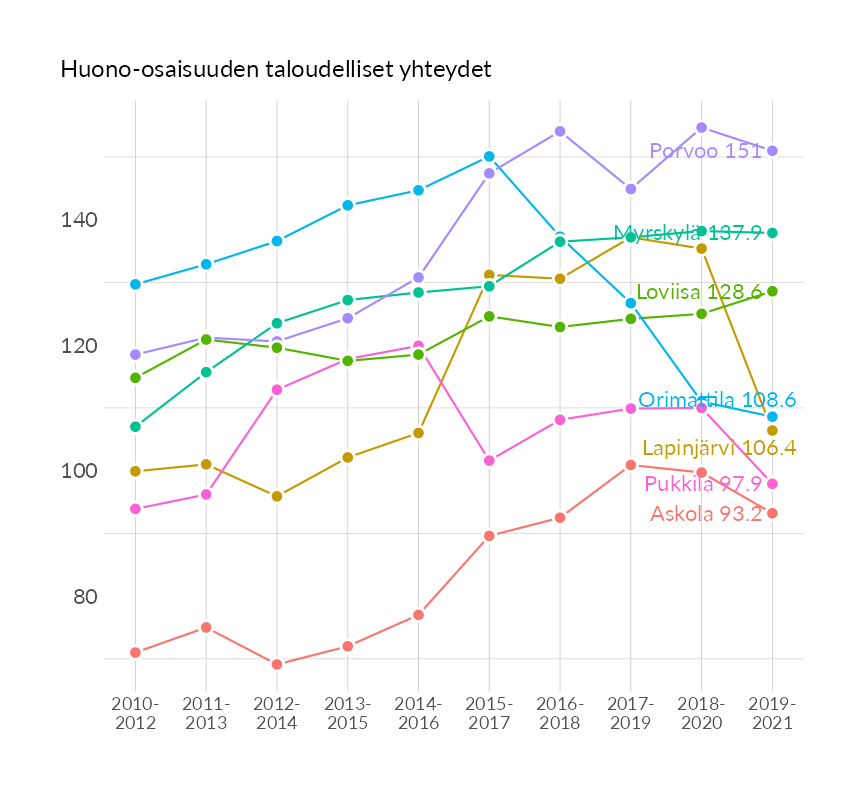 Huono-osaisuuden taloudelliset yhteydet
Porvoo 151
140
Myrskylä 137.9
Loviisa 128.6
120
Orimattila 108.6
Lapinjärvi 106.4
100
Pukkila 97.9
Askola 93.2
80
2010- 2011- 2012- 2013- 2014- 2015- 2016- 2017- 2018- 2019-
2012 2013 2014 2015 2016 2017 2018 2019 2020 2021